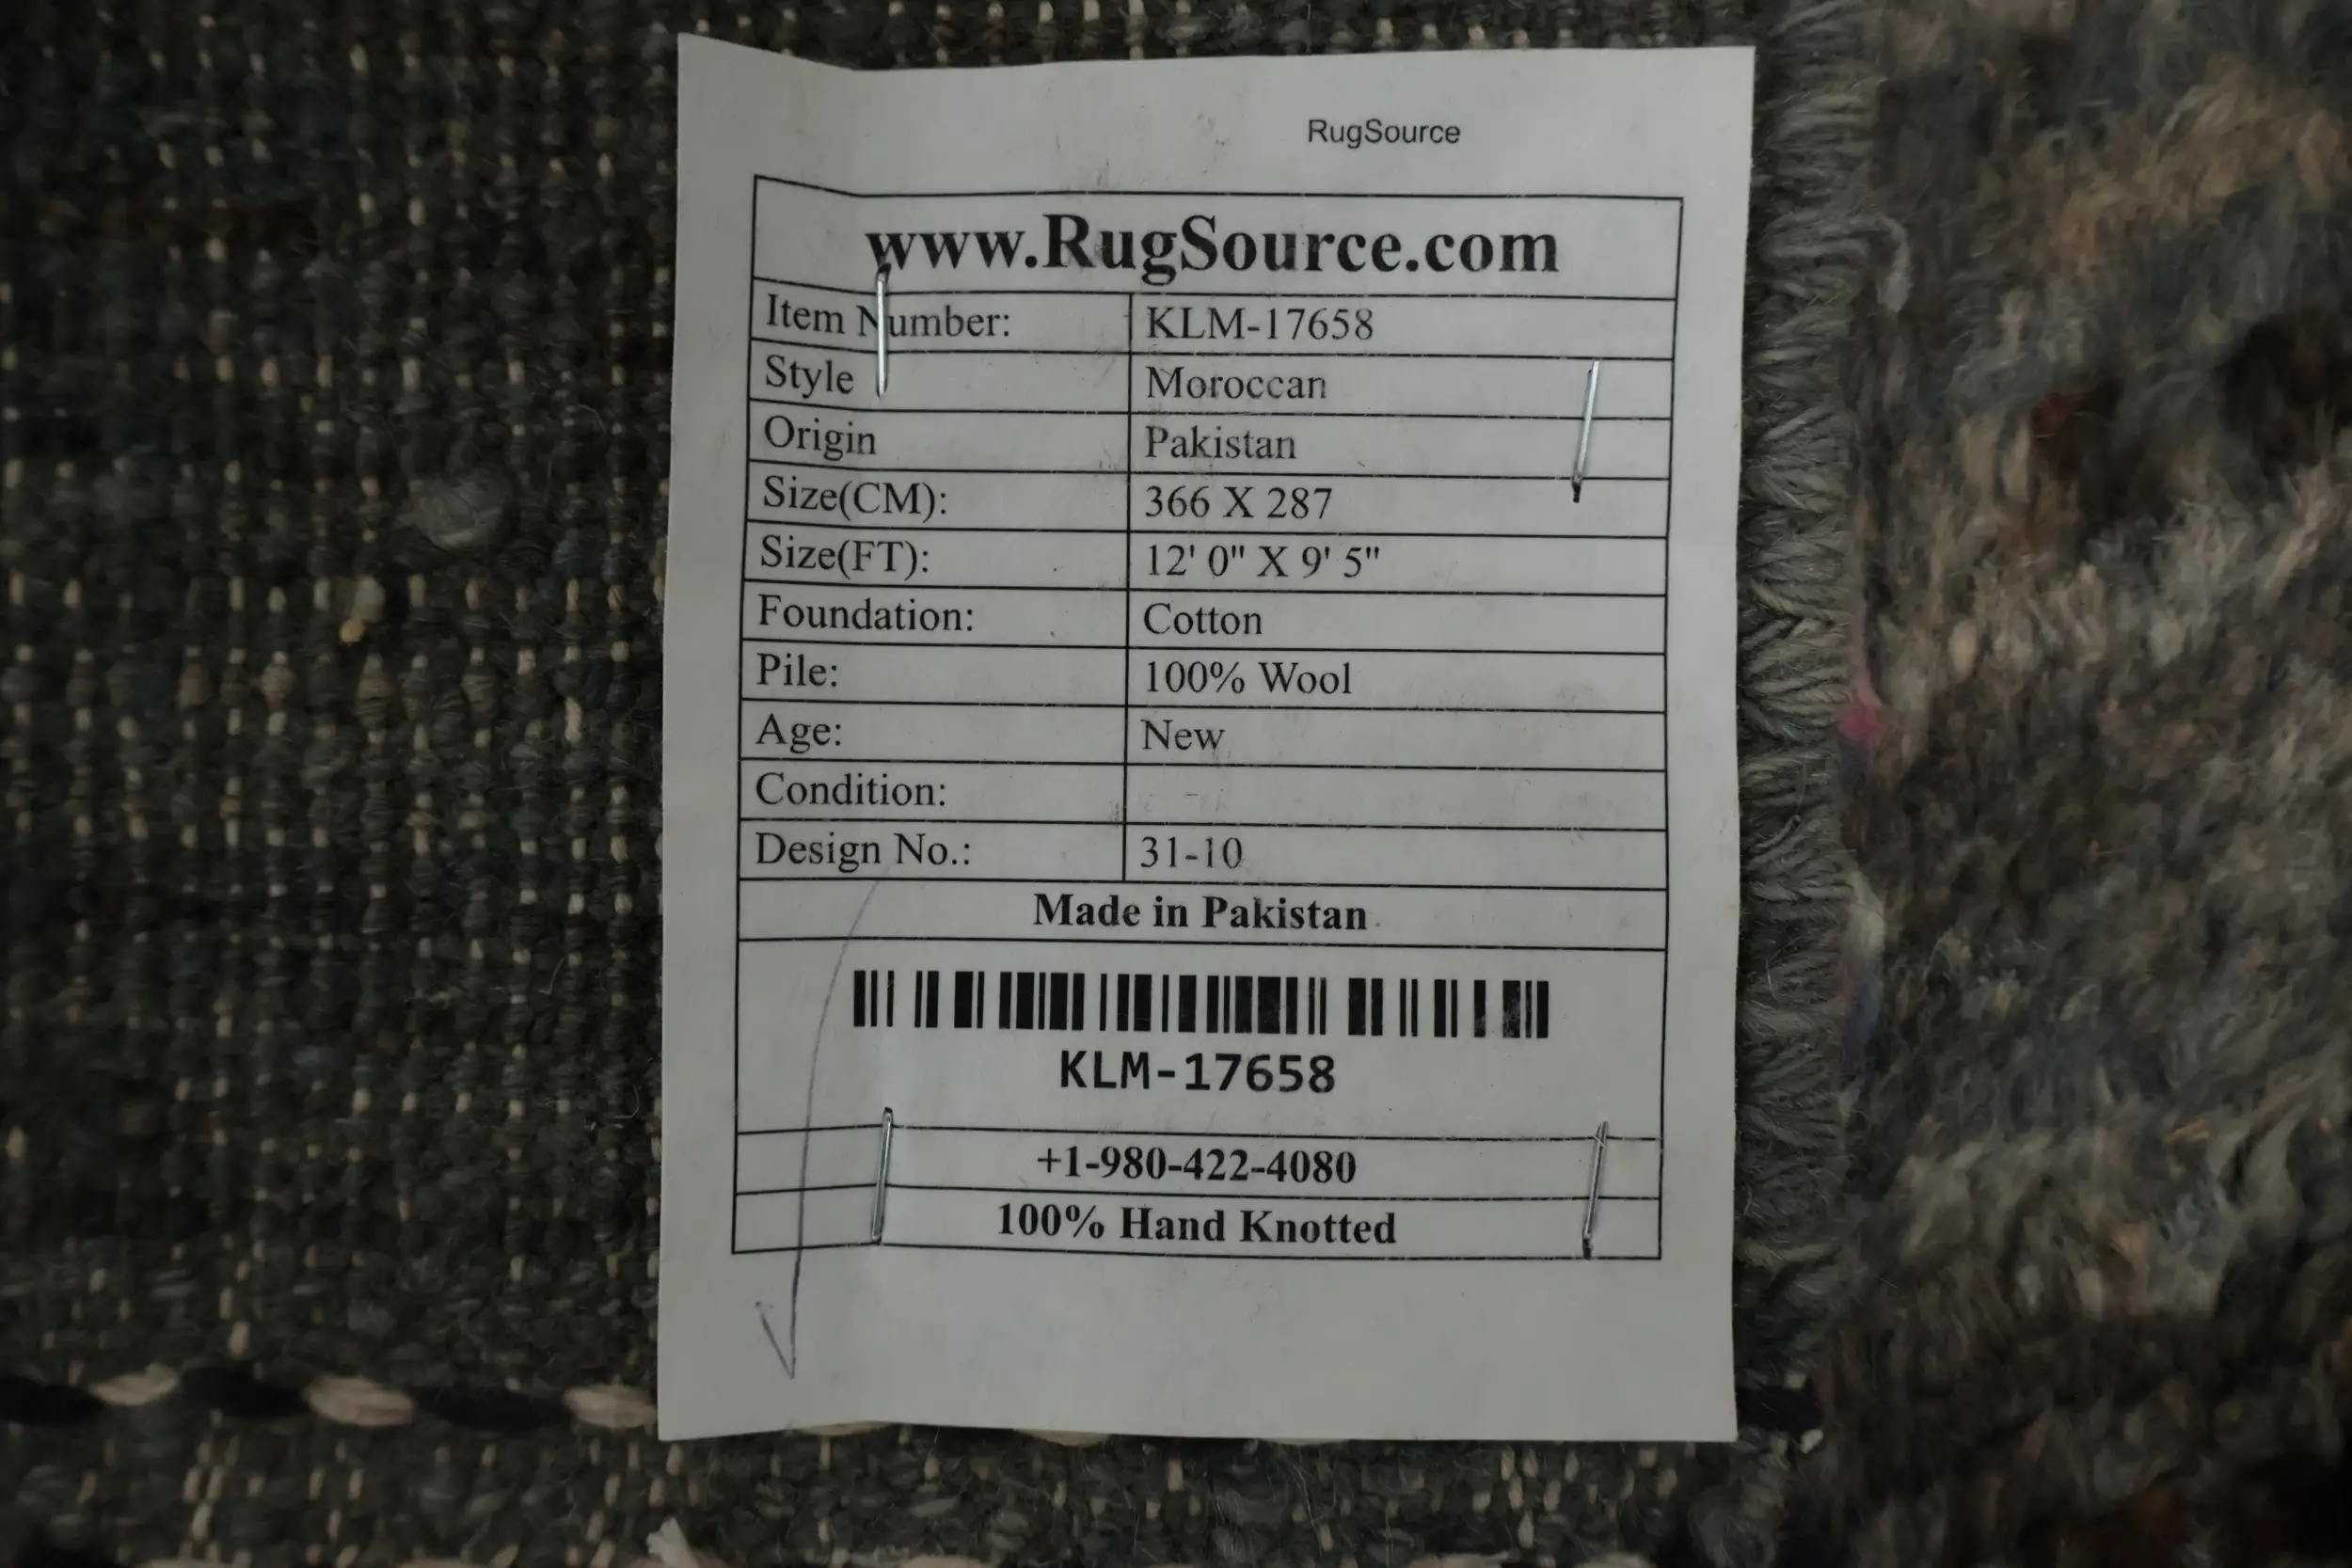 RugSource
www.RugSource.com
Item Number: KLM-17658
Style Moroccan
Origin Pakistan
Size(CM): 366 X 287
Size(FT): 12' 0" X 9' 5"
Foundation: Cotton
Pile: 100% Wool
Age: New
Condition:
Design No.: 31-10
Made in Pakistan
KLM-17658
+1-980-422-4080
100% Hand Knotted